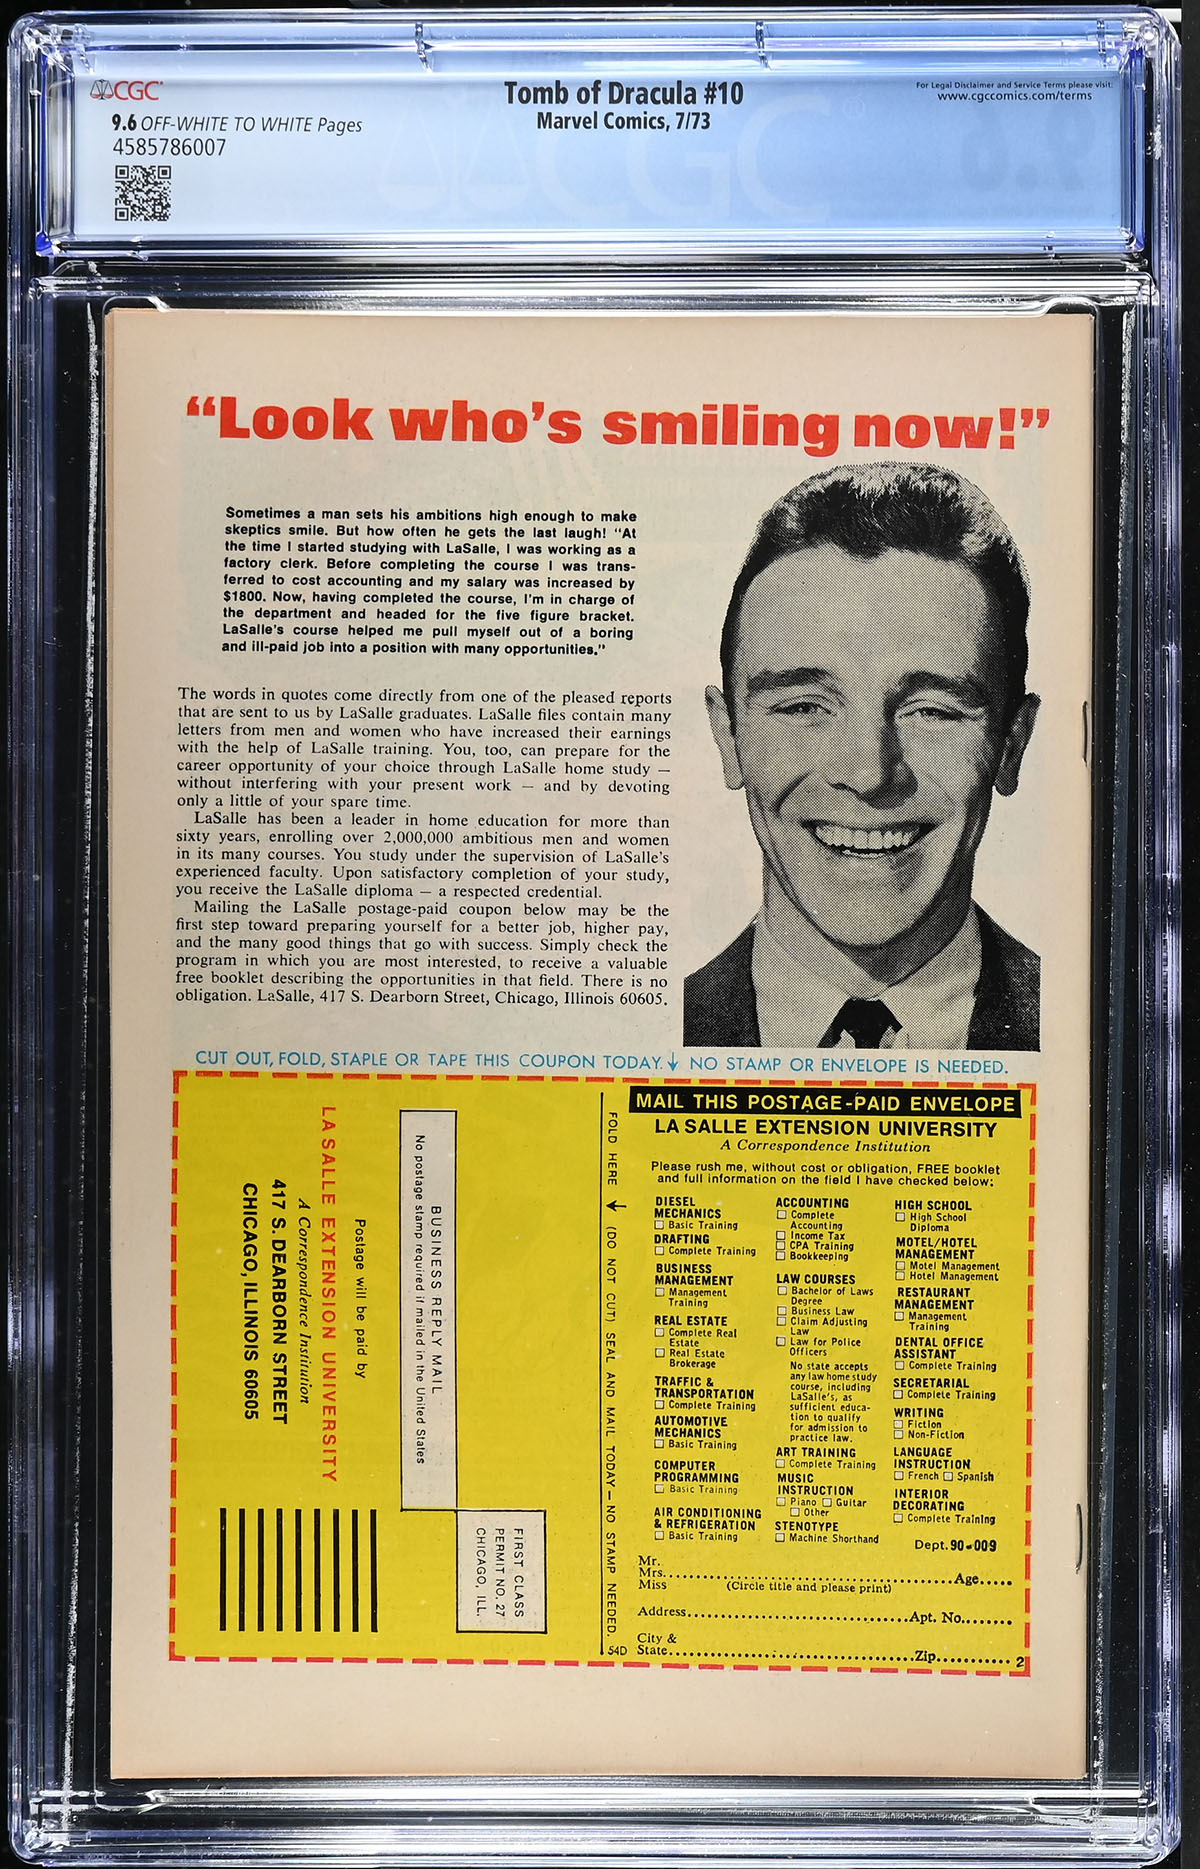 CGC
9.6 OFF-WHITE TO WHITE Pages
4585786007
Tomb of Dracula #10
Marvel Comics, 7/73
For Legal Disclaimer and Service Terms please visit:
www.cgccomics.com/terms
“Look who’s smiling now!”
Sometimes a man sets his ambitions high enough to make
skeptics smile. But how often he gets the last laugh! “At
the time I started studying with LaSalle, I was working as a
factory clerk. Before completing the course I was trans-
ferred to cost accounting and my salary was increased by
$1800. Now, having completed the course, I’m in charge of
the department and headed for the five figure bracket.
LaSalle’s course helped me pull myself out of a boring
and ill-paid job into a position with many opportunities.”
The words in quotes come directly from one of the pleased reports
that are sent to us by LaSalle graduates. LaSalle files contain many
letters from men and women who have increased their earnings
with the help of LaSalle training. You, too, can prepare for the
career opportunity of your choice through LaSalle home study —
without interfering with your present work — and by devoting
only a little of your spare time.
LaSalle has been a leader in home education for more than
sixty years, enrolling over 2,000,000 ambitious men and women
in its many courses. You study under the supervision of LaSalle’s
experienced faculty. Upon satisfactory completion of your study,
you receive the LaSalle diploma — a respected credential.
Mailing the LaSalle postage-paid coupon below may be the
first step toward preparing yourself for a better job, higher pay,
and the many good things that go with success. Simply check the
program in which you are most interested, to receive a valuable
free booklet describing the opportunities in that field. There is no
obligation. LaSalle, 417 S. Dearborn Street, Chicago, Illinois 60605.
CUT OUT, FOLD, STAPLE OR TAPE THIS COUPON TODAY. ↓ NO STAMP OR ENVELOPE IS NEEDED.
FIRST CLASS
PERMIT NO. 27
CHICAGO, ILL.
BUSINESS REPLY MAIL
No postage stamp required if mailed in the United States
Postage will be paid by
LA SALLE EXTENSION UNIVERSITY
A Correspondence Institution
417 S. DEARBORN STREET
CHICAGO, ILLINOIS 60605
FOLD HERE → (DO NOT CUT) SEAL AND MAIL TODAY—NO STAMP NEEDED.
54D
MAIL THIS POSTAGE-PAID ENVELOPE
LA SALLE EXTENSION UNIVERSITY
A Correspondence Institution
Please rush me, without cost or obligation, FREE booklet
and full information on the field I have checked below:
DIESEL
MECHANICS
☐ Basic Training
DRAFTING
☐ Complete Training
BUSINESS
MANAGEMENT
☐ Management
Training
REAL ESTATE
☐ Complete Real
Estate
☐ Real Estate
Brokerage
TRAFFIC &
TRANSPORTATION
☐ Complete Training
AUTOMOTIVE
MECHANICS
☐ Basic Training
COMPUTER
PROGRAMMING
☐ Basic Training
AIR CONDITIONING
& REFRIGERATION
☐ Basic Training
ACCOUNTING
☐ Complete
Accounting
☐ Income Tax
☐ CPA Training
☐ Bookkeeping
LAW COURSES
☐ Bachelor of Laws
Degree
☐ Business Law
☐ Claim Adjusting
Law
☐ Law for Police
Officers
No state accepts
any law home study
course, including
LaSalle’s, as
sufficient educa-
tion to qualify
for admission to
practice law.
ART TRAINING
☐ Complete Training
MUSIC
INSTRUCTION
☐ Piano ☐ Guitar
☐ Other
STENOTYPE
☐ Machine Shorthand
HIGH SCHOOL
☐ High School
Diploma
MOTEL/HOTEL
MANAGEMENT
☐ Motel Management
☐ Hotel Management
RESTAURANT
MANAGEMENT
☐ Management
Training
DENTAL OFFICE
ASSISTANT
☐ Complete Training
SECRETARIAL
☐ Complete Training
WRITING
☐ Fiction
☐ Non-Fiction
LANGUAGE
INSTRUCTION
☐ French ☐ Spanish
INTERIOR
DECORATING
☐ Complete Training
Dept. 90-009
Mr.
Mrs. Age
Miss (Circle title and please print)
Address Apt. No.
City &
State Zip 2